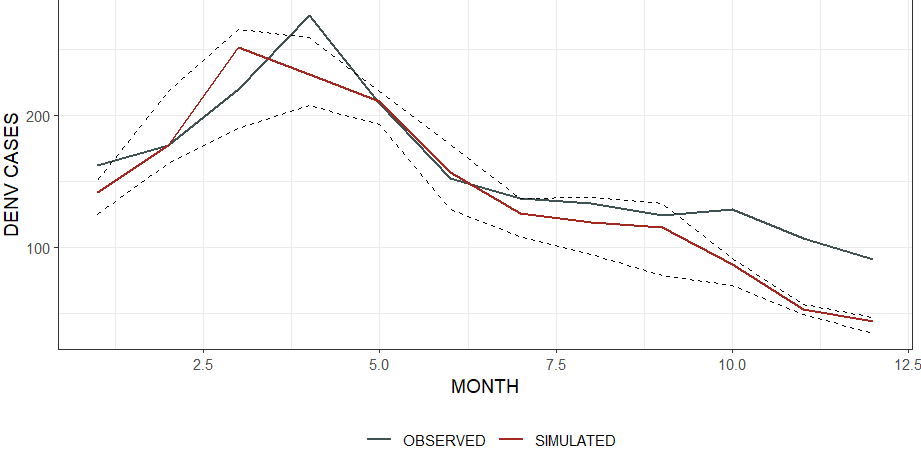 DENV CASES
200
100
2.5 5.0 7.5 10.0 12.5
MONTH
OBSERVED SIMULATED